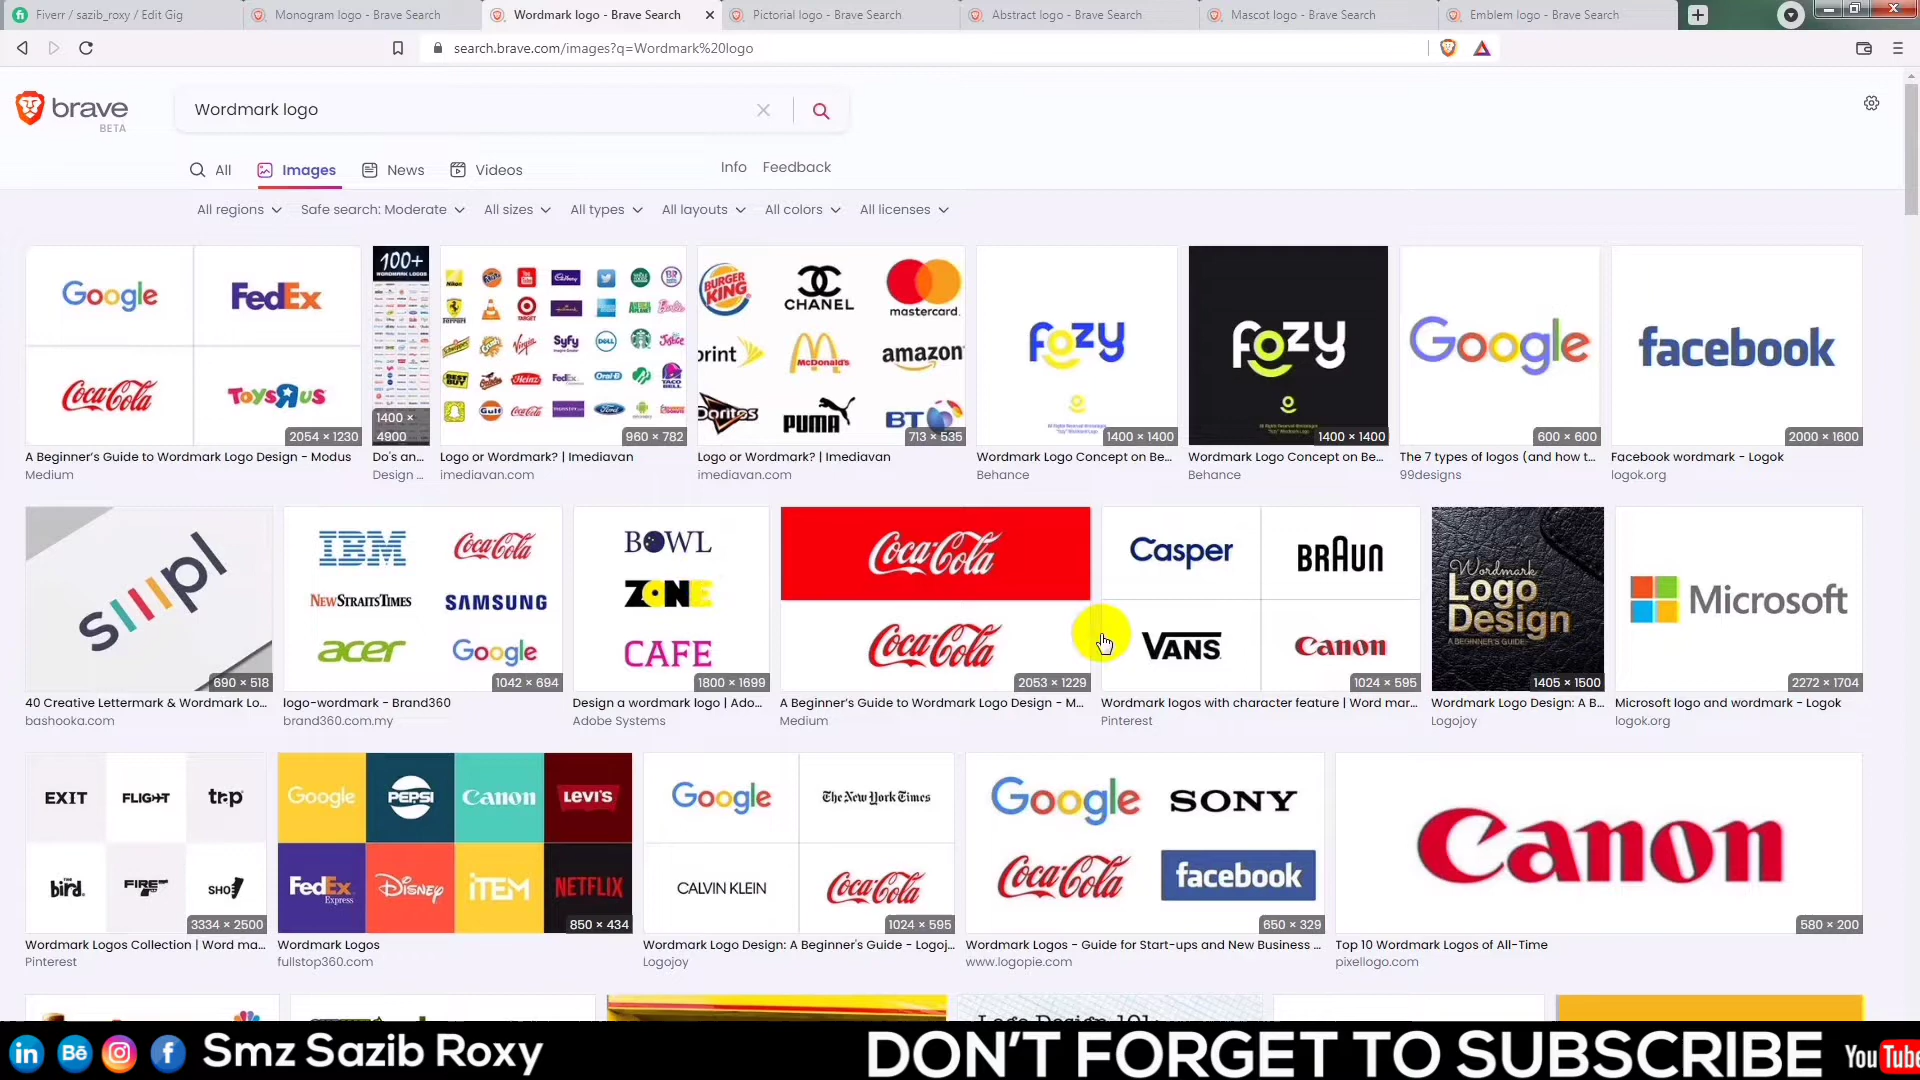 Fiverr / sazib_roxy / Edit Gig
Monogram logo - Brave Search
Wordmark logo - Brave Search
Pictorial logo - Brave Search
Abstract logo - Brave Search
Mascot logo - Brave Search
Emblem logo - Brave Search
search.brave.com/images?q=Wordmark%20logo
brave
BETA
Wordmark logo
All
Images
News
Videos
Info
Feedback
All regions
Safe search: Moderate
All sizes
All types
All layouts
All colors
All licenses
Google
FedEx
Coca-Cola
ToysRus
2054 × 1230
100+
1400 ×
4900
960 × 782
BURGER
KING
CHANEL
mastercard.
print
McDonald's
amazon
Doritos
PUMA
BT
713 × 535
fozy
1400 × 1400
fozy
1400 × 1400
Google
600 × 600
facebook
2000 × 1600
A Beginner's Guide to Wordmark Logo Design - Modus
Medium
Do's an...
Design ...
Logo or Wordmark? | Imediavan
imediavan.com
Logo or Wordmark? | Imediavan
imediavan.com
Wordmark Logo Concept on Be...
Behance
Wordmark Logo Concept on Be...
Behance
The 7 types of logos (and how t...
99designs
Facebook wordmark - Logok
logok.org
slllpl
690 × 518
IBM
Coca-Cola
NEW STRAITS TIMES
SAMSUNG
acer
Google
1042 × 694
BOWL
ZONE
CAFE
1800 × 1699
Coca-Cola
Coca-Cola
2053 × 1229
Casper
BRAUN
VANS
Canon
1024 × 595
Wordmark
Logo
Design
A BEGINNER'S GUIDE
1405 × 1500
Microsoft
2272 × 1704
40 Creative Lettermark & Wordmark Lo...
bashooka.com
logo-wordmark - Brand360
brand360.com.my
Design a wordmark logo | Ado...
Adobe Systems
A Beginner's Guide to Wordmark Logo Design - M...
Medium
Wordmark logos with character feature | Word mar...
Pinterest
Wordmark Logo Design: A B...
Logojoy
Microsoft logo and wordmark - Logok
logok.org
EXIT
FLIGHT
trap
THE
bird.
FIRE
SHO
3334 × 2500
Google
PEPSI
Canon
LEVI'S
FedEx
Express
Disney
iTEM
NETFLIX
850 × 434
Google
The New York Times
CALVIN KLEIN
Coca-Cola
1024 × 595
Google
SONY
Coca-Cola
facebook
650 × 329
Canon
580 × 200
Wordmark Logos Collection | Word ma...
Pinterest
Wordmark Logos
fullstop360.com
Wordmark Logo Design: A Beginner's Guide - Logoj...
Logojoy
Wordmark Logos - Guide for Start-ups and New Business ...
www.logopie.com
Top 10 Wordmark Logos of All-Time
pixellogo.com
in
Bē
f
Smz Sazib Roxy
DON'T FORGET TO SUBSCRIBE
YouTube